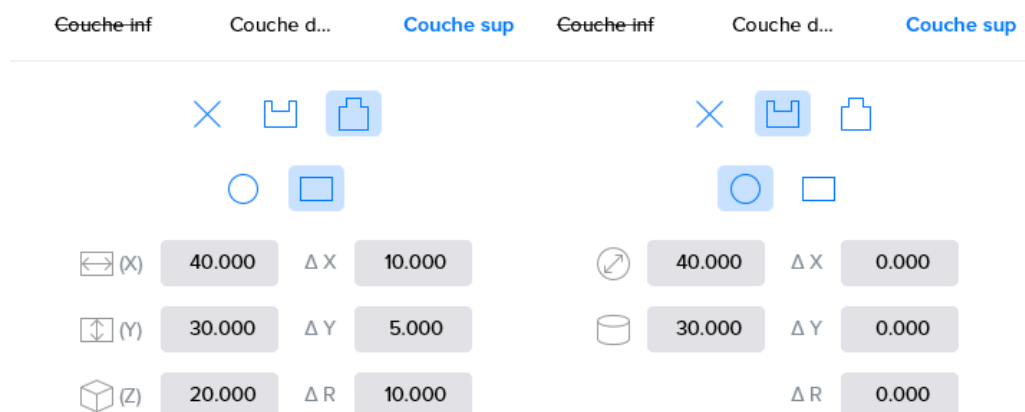 Couche inf Couche d... Couche sup Couche inf Couche d... Couche sup
(X) 40.000 Δ X 10.000 40.000 Δ X 0.000
(Y) 30.000 Δ Y 5.000 30.000 Δ Y 0.000
(Z) 20.000 Δ R 10.000 Δ R 0.000